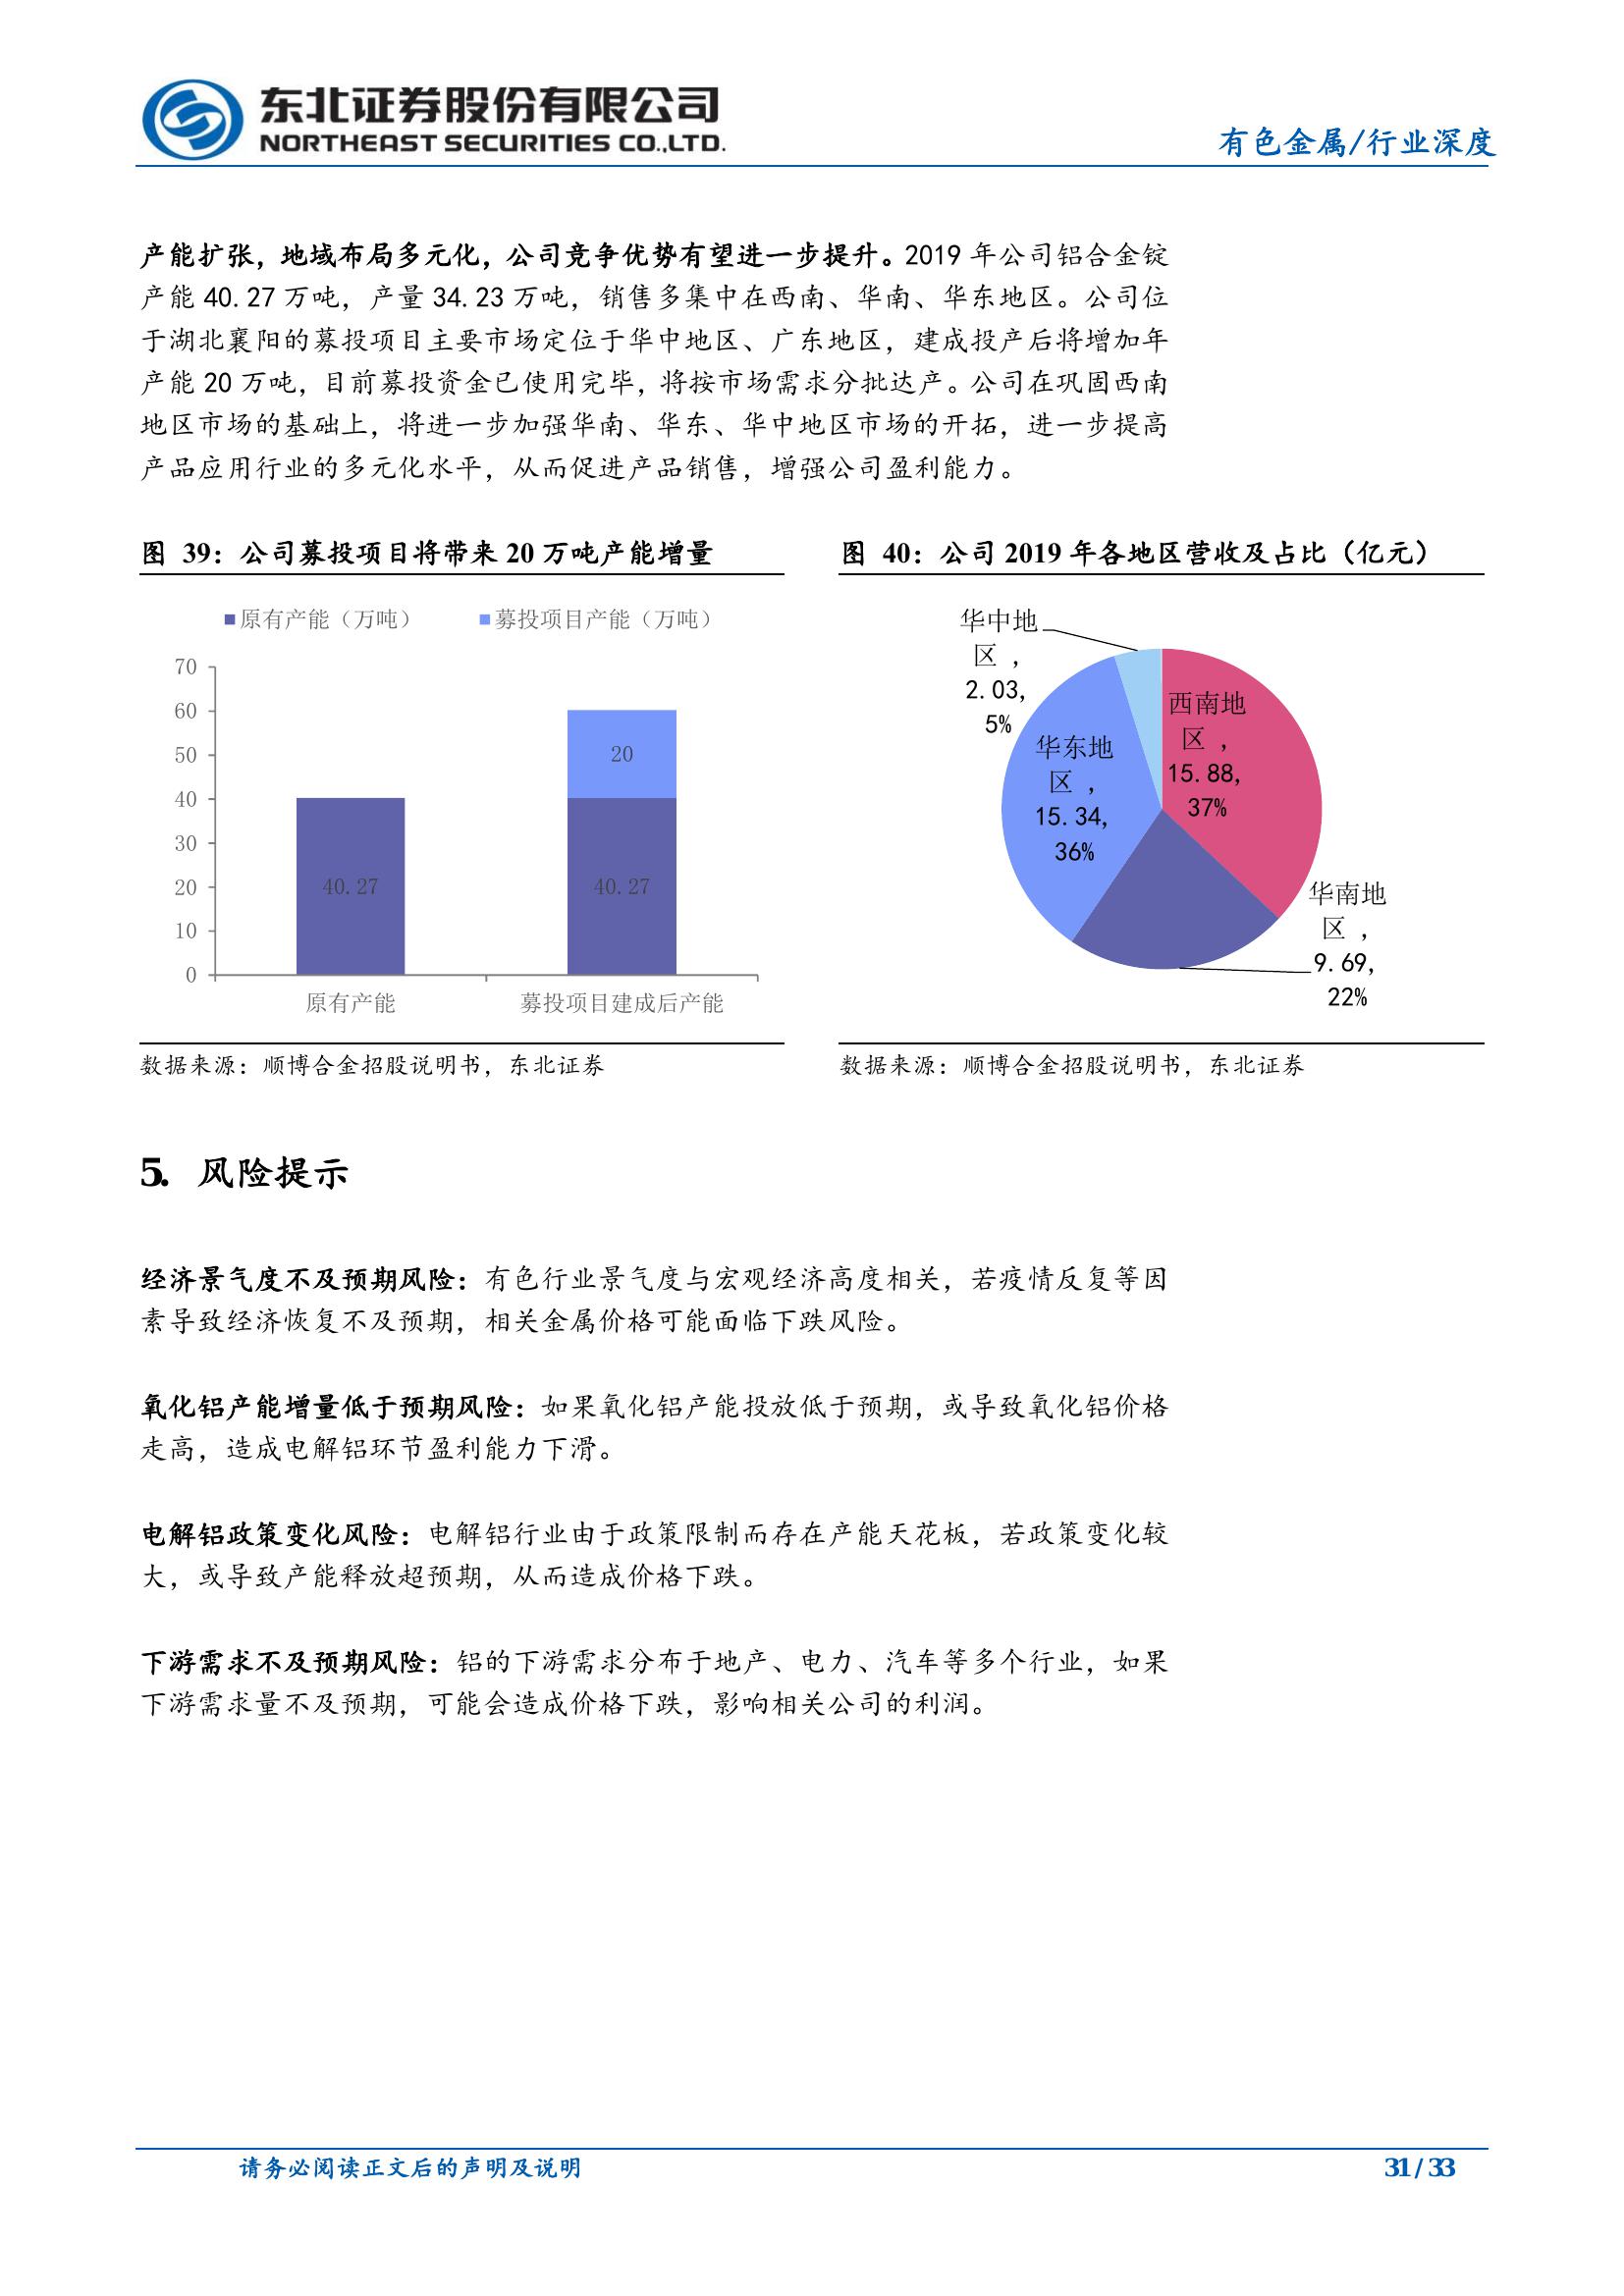 东北证券股份有限公司
NORTHEAST SECURITIES CO.,LTD.
有色金属/行业深度
产能扩张，地域布局多元化，公司竞争优势有望进一步提升。2019 年公司铝合金锭
产能 40.27 万吨，产量 34.23 万吨，销售多集中在西南、华南、华东地区。公司位
于湖北襄阳的募投项目主要市场定位于华中地区、广东地区，建成投产后将增加年
产能 20 万吨，目前募投资金已使用完毕，将按市场需求分批达产。公司在巩固西南
地区市场的基础上，将进一步加强华南、华东、华中地区市场的开拓，进一步提高
产品应用行业的多元化水平，从而促进产品销售，增强公司盈利能力。
图 39：公司募投项目将带来 20 万吨产能增量
原有产能（万吨） 募投项目产能（万吨）
70
60
50
40
30
20
10
0
20
40.27
40.27
原有产能 募投项目建成后产能
数据来源：顺博合金招股说明书，东北证券
图 40：公司 2019 年各地区营收及占比（亿元）
华中地
区 ，
2.03,
5%
西南地
区 ，
15.88,
37%
华东地
区 ，
15.34,
36%
华南地
区 ，
9.69,
22%
数据来源：顺博合金招股说明书，东北证券
5. 风险提示
经济景气度不及预期风险：有色行业景气度与宏观经济高度相关，若疫情反复等因
素导致经济恢复不及预期，相关金属价格可能面临下跌风险。
氧化铝产能增量低于预期风险：如果氧化铝产能投放低于预期，或导致氧化铝价格
走高，造成电解铝环节盈利能力下滑。
电解铝政策变化风险：电解铝行业由于政策限制而存在产能天花板，若政策变化较
大，或导致产能释放超预期，从而造成价格下跌。
下游需求不及预期风险：铝的下游需求分布于地产、电力、汽车等多个行业，如果
下游需求量不及预期，可能会造成价格下跌，影响相关公司的利润。
请务必阅读正文后的声明及说明
31 / 33